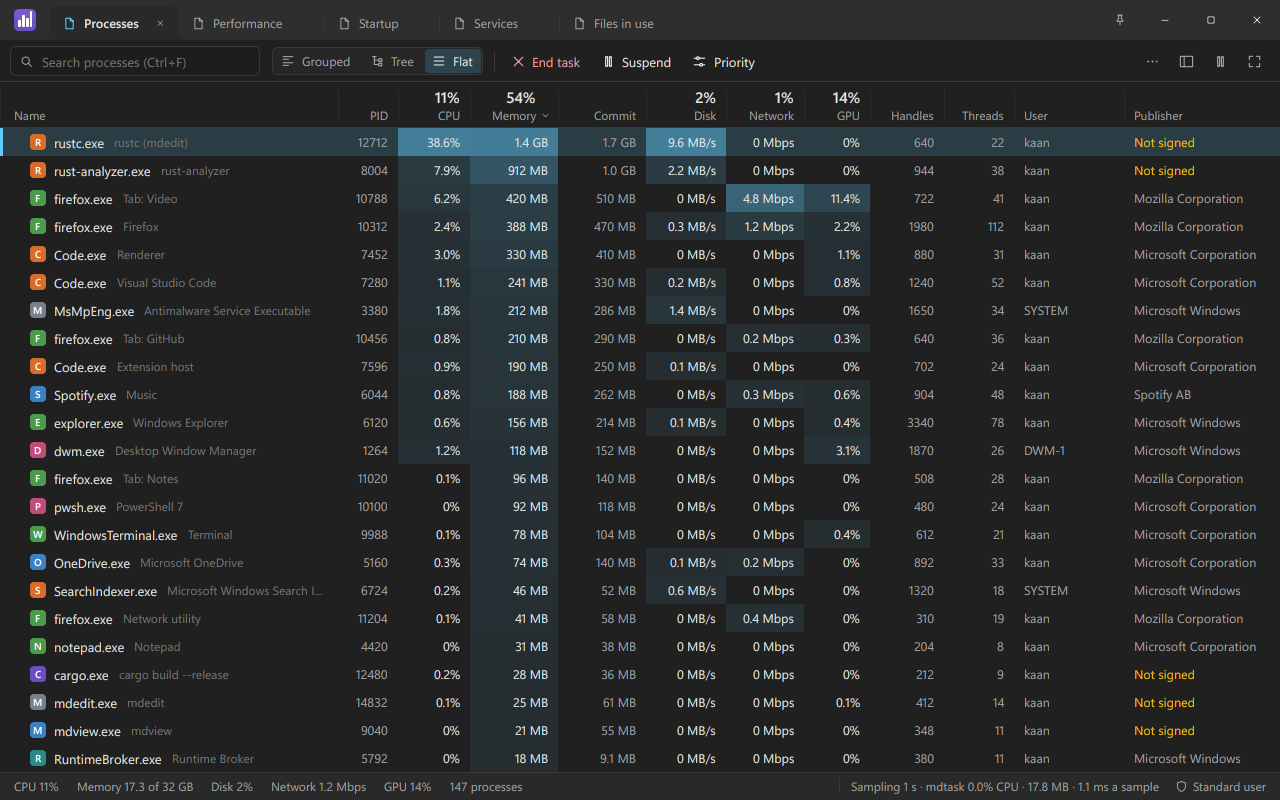 Processes × Performance Startup Services Files in use
Search processes (Ctrl+F) Grouped Tree Flat End task Suspend Priority
11% 54% 2% 1% 14%
Name PID CPU Memory Commit Disk Network GPU Handles Threads User Publisher
R rustc.exe rustc (mdedit) 12712 38.6% 1.4 GB 1.7 GB 9.6 MB/s 0 Mbps 0% 640 22 kaan Not signed
R rust-analyzer.exe rust-analyzer 8004 7.9% 912 MB 1.0 GB 2.2 MB/s 0 Mbps 0% 944 38 kaan Not signed
F firefox.exe Tab: Video 10788 6.2% 420 MB 510 MB 0 MB/s 4.8 Mbps 11.4% 722 41 kaan Mozilla Corporation
F firefox.exe Firefox 10312 2.4% 388 MB 470 MB 0.3 MB/s 1.2 Mbps 2.2% 1980 112 kaan Mozilla Corporation
C Code.exe Renderer 7452 3.0% 330 MB 410 MB 0 MB/s 0 Mbps 1.1% 880 31 kaan Microsoft Corporation
C Code.exe Visual Studio Code 7280 1.1% 241 MB 330 MB 0.2 MB/s 0 Mbps 0.8% 1240 52 kaan Microsoft Corporation
M MsMpEng.exe Antimalware Service Executable 3380 1.8% 212 MB 286 MB 1.4 MB/s 0 Mbps 0% 1650 34 SYSTEM Microsoft Windows
F firefox.exe Tab: GitHub 10456 0.8% 210 MB 290 MB 0 MB/s 0.2 Mbps 0.3% 640 36 kaan Mozilla Corporation
C Code.exe Extension host 7596 0.9% 190 MB 250 MB 0.1 MB/s 0 Mbps 0% 702 24 kaan Microsoft Corporation
S Spotify.exe Music 6044 0.8% 188 MB 262 MB 0 MB/s 0.3 Mbps 0.6% 904 48 kaan Spotify AB
E explorer.exe Windows Explorer 6120 0.6% 156 MB 214 MB 0.1 MB/s 0 Mbps 0.4% 3340 78 kaan Microsoft Windows
D dwm.exe Desktop Window Manager 1264 1.2% 118 MB 152 MB 0 MB/s 0 Mbps 3.1% 1870 26 DWM-1 Microsoft Windows
F firefox.exe Tab: Notes 11020 0.1% 96 MB 140 MB 0 MB/s 0 Mbps 0% 508 28 kaan Mozilla Corporation
P pwsh.exe PowerShell 7 10100 0% 92 MB 118 MB 0 MB/s 0 Mbps 0% 480 24 kaan Microsoft Corporation
W WindowsTerminal.exe Terminal 9988 0.1% 78 MB 104 MB 0 MB/s 0 Mbps 0.4% 612 21 kaan Microsoft Corporation
O OneDrive.exe Microsoft OneDrive 5160 0.3% 74 MB 140 MB 0.1 MB/s 0.2 Mbps 0% 892 33 kaan Microsoft Corporation
S SearchIndexer.exe Microsoft Windows Search I... 6724 0.2% 46 MB 52 MB 0.6 MB/s 0 Mbps 0% 1320 18 SYSTEM Microsoft Windows
F firefox.exe Network utility 11204 0.1% 41 MB 58 MB 0 MB/s 0.4 Mbps 0% 310 19 kaan Mozilla Corporation
N notepad.exe Notepad 4420 0% 31 MB 38 MB 0 MB/s 0 Mbps 0% 204 8 kaan Microsoft Corporation
C cargo.exe cargo build --release 12480 0.2% 28 MB 36 MB 0 MB/s 0 Mbps 0% 212 9 kaan Not signed
M mdedit.exe mdedit 14832 0.1% 25 MB 61 MB 0 MB/s 0 Mbps 0.1% 412 14 kaan Not signed
M mdview.exe mdview 9040 0% 21 MB 55 MB 0 MB/s 0 Mbps 0% 348 11 kaan Not signed
R RuntimeBroker.exe Runtime Broker 5792 0% 18 MB 9.1 MB 0 MB/s 0 Mbps 0% 380 11 kaan Microsoft Windows
CPU 11% Memory 17.3 of 32 GB Disk 2% Network 1.2 Mbps GPU 14% 147 processes Sampling 1 s · mdtask 0.0% CPU · 17.8 MB · 1.1 ms a sample Standard user